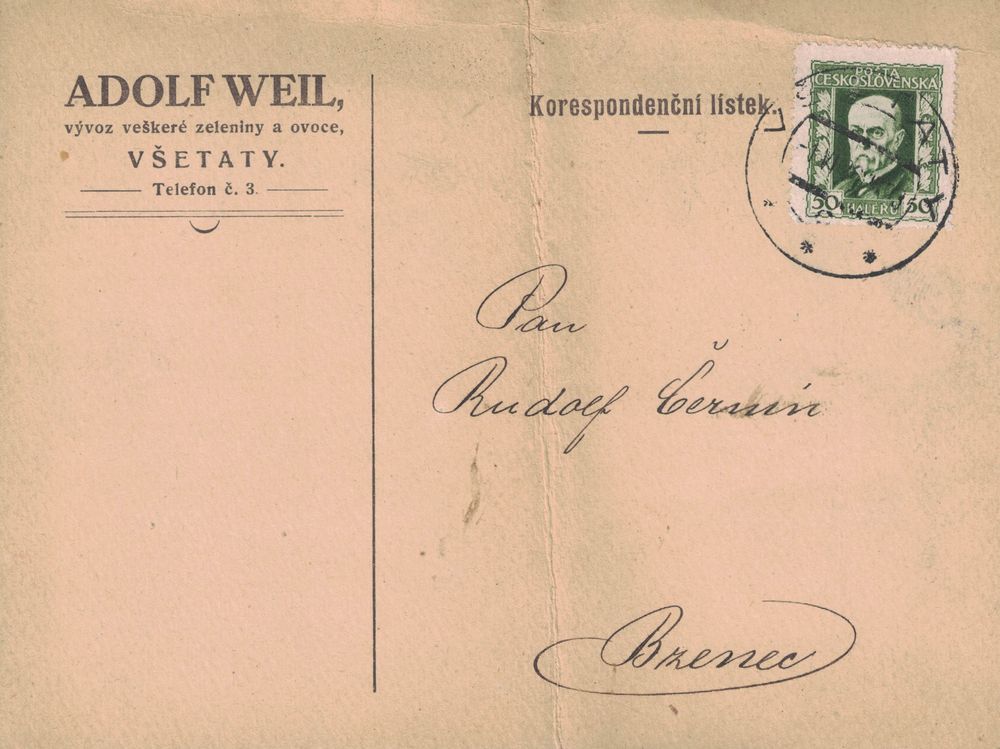 ADOLF WEIL,
vývoz veškeré zeleniny a ovoce,
VŠETATY.
Telefon č. 3.
Korespondenční lístek.
POŠTA
ČESKOSLOVENSKÁ
50 HALÉŘŮ 50
Pan
Rudolf Černín
Bzenec